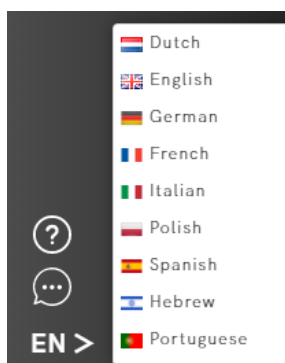 Dutch
English
German
French
Italian
Polish
Spanish
Hebrew
Portuguese
?
EN >